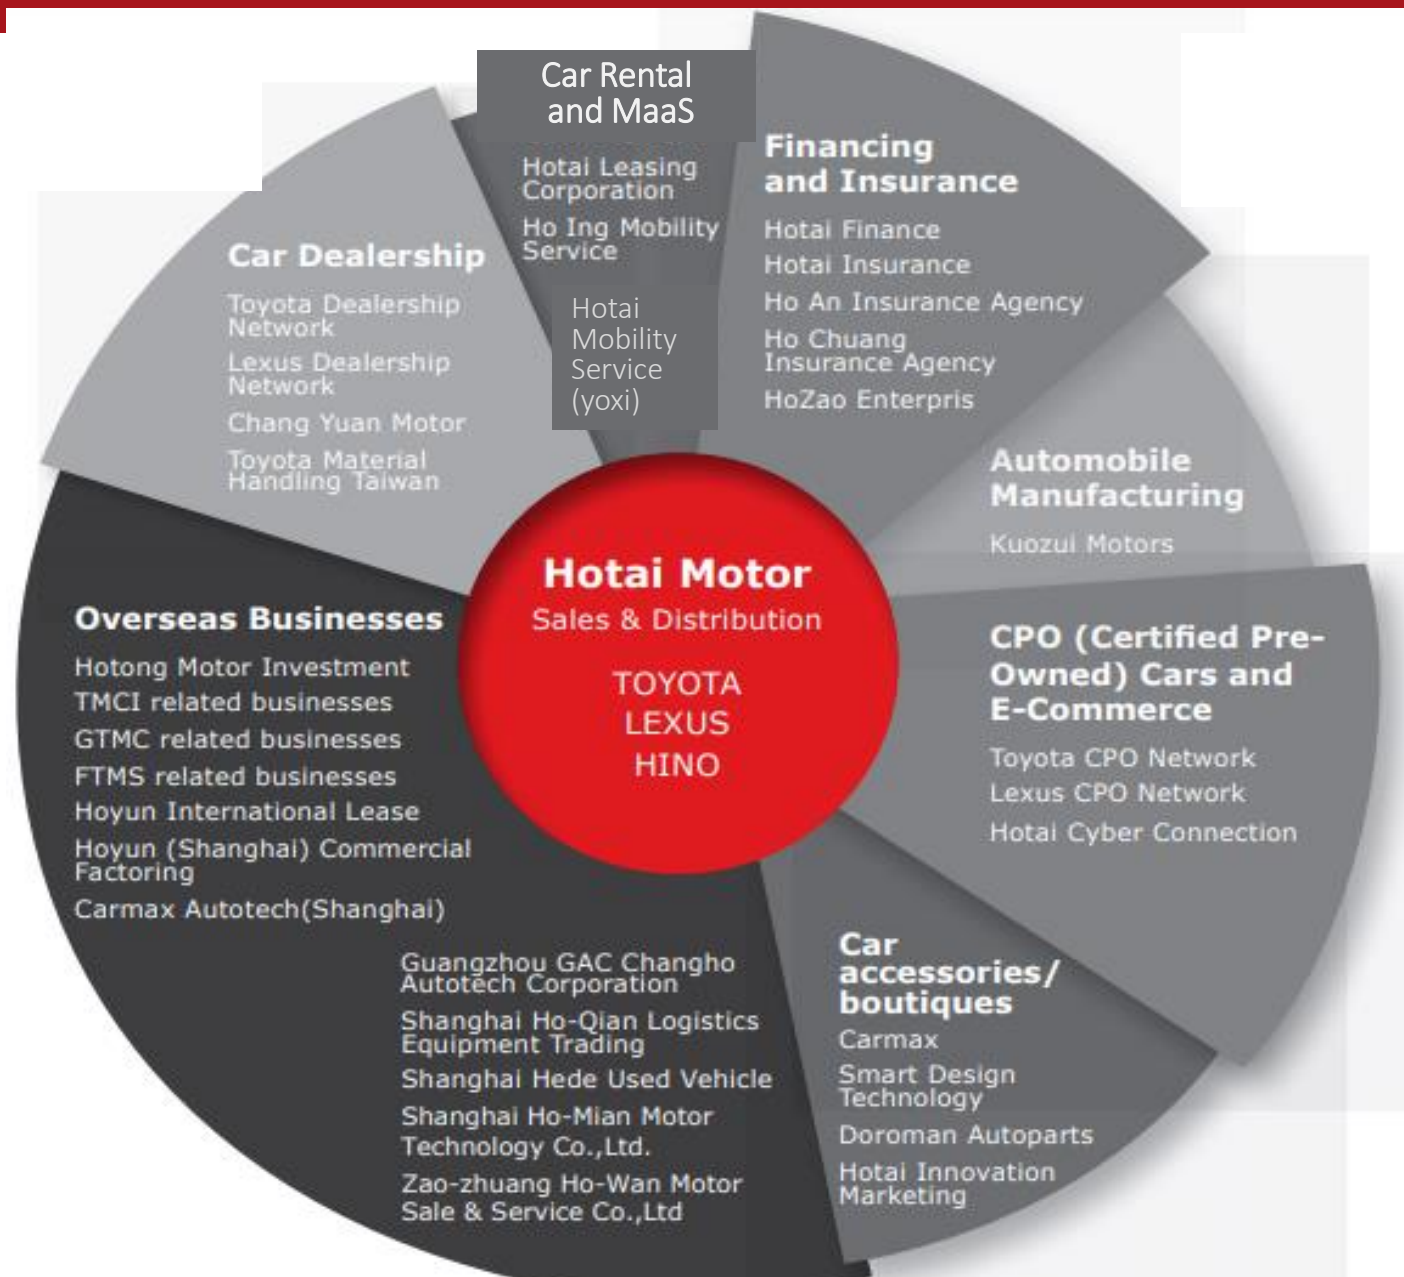 Car Rental
and MaaS
Hotai Leasing
Corporation
Ho Ing Mobility
Service
Hotai
Mobility
Service
(yoxi)
Financing
and Insurance
Hotai Finance
Hotai Insurance
Ho An Insurance Agency
Ho Chuang
Insurance Agency
HoZao Enterpris
Automobile
Manufacturing
Kuozui Motors
CPO (Certified Pre-
Owned) Cars and
E-Commerce
Toyota CPO Network
Lexus CPO Network
Hotai Cyber Connection
Car
accessories/
boutiques
Carmax
Smart Design
Technology
Doroman Autoparts
Hotai Innovation
Marketing
Overseas Businesses
Hotong Motor Investment
TMCI related businesses
GTMC related businesses
FTMS related businesses
Hoyun International Lease
Hoyun (Shanghai) Commercial
Factoring
Carmax Autotech(Shanghai)
Guangzhou GAC Changho
Autotech Corporation
Shanghai Ho-Qian Logistics
Equipment Trading
Shanghai Hede Used Vehicle
Shanghai Ho-Mian Motor
Technology Co.,Ltd.
Zao-zhuang Ho-Wan Motor
Sale & Service Co.,Ltd
Car Dealership
Toyota Dealership
Network
Lexus Dealership
Network
Chang Yuan Motor
Toyota Material
Handling Taiwan
Hotai Motor
Sales & Distribution
TOYOTA
LEXUS
HINO